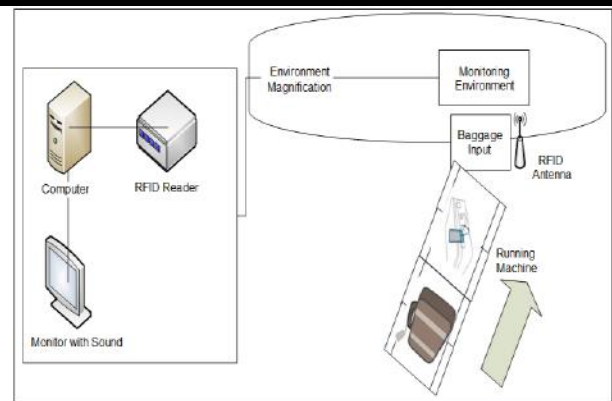 Environment
Magnification
Monitoring
Environment
Baggage
Input
RFID
Antenna
Computer
RFID Reader
Running
Machine
Monitor with Sound